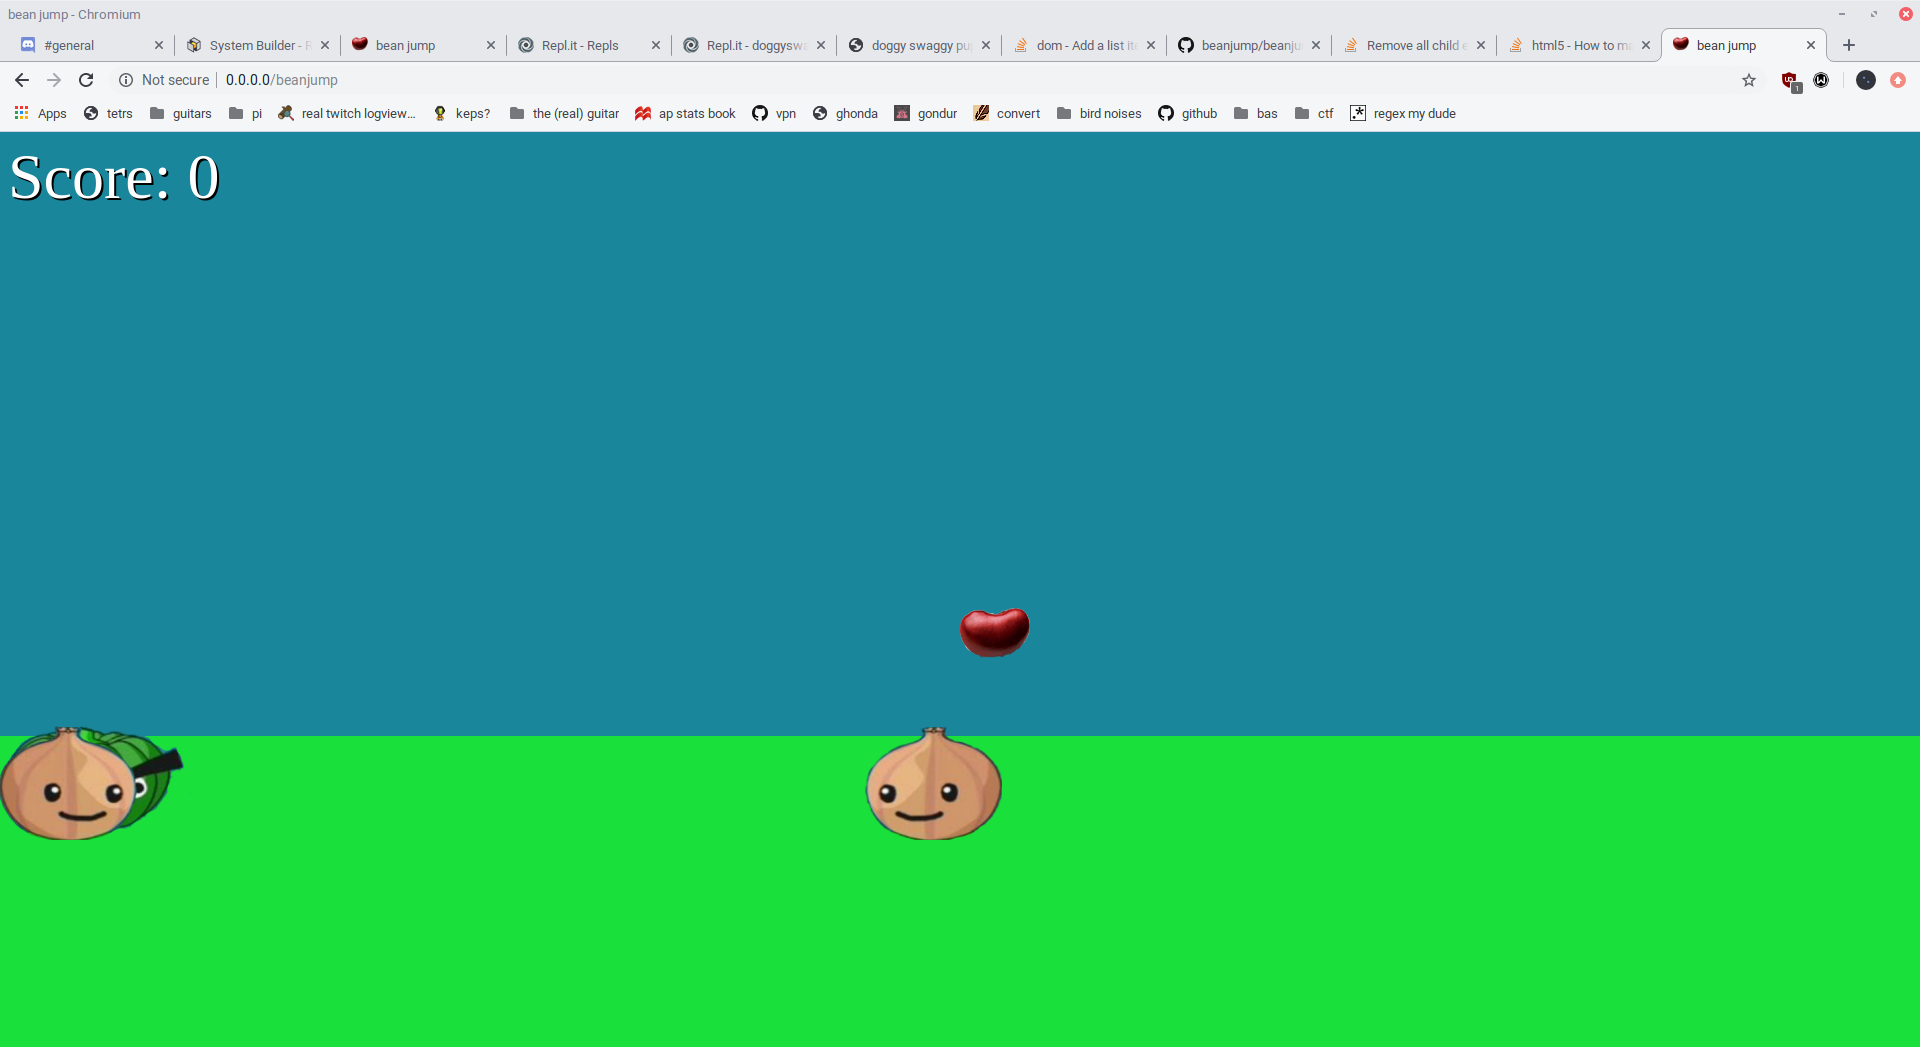 bean jump - Chromium
#general
System Builder -
bean jump
Repl.it - Repls
Repl.it - doggysw
doggy swaggy pu
dom - Add a list it
beanjump/beanju
Remove all child
html5 - How to m
bean jump
Not secure
0.0.0.0/beanjump
1
Apps
tetrs
guitars
pi
real twitch logview...
keps?
the (real) guitar
ap stats book
vpn
ghonda
gondur
convert
bird noises
github
bas
ctf
regex my dude
Score: 0